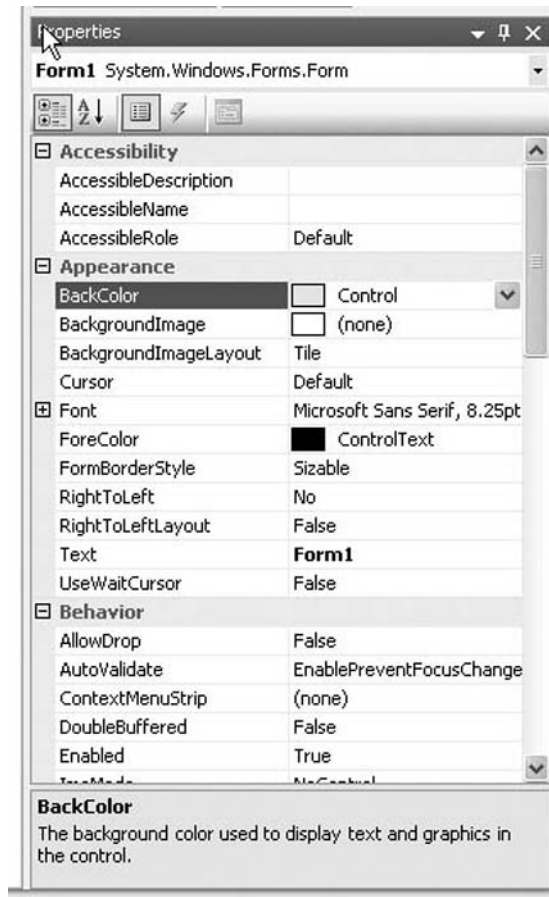 Properties
Form1 System.Windows.Forms.Form
A
Z
Accessibility
AccessibleDescription
AccessibleName
AccessibleRole Default
Appearance
BackColor Control
BackgroundImage (none)
BackgroundImageLayout Tile
Cursor Default
Font Microsoft Sans Serif, 8.25pt
ForeColor ControlText
FormBorderStyle Sizable
RightToLeft No
RightToLeftLayout False
Text Form1
UseWaitCursor False
Behavior
AllowDrop False
AutoValidate EnablePreventFocusChange
ContextMenuStrip (none)
DoubleBuffered False
Enabled True
BackColor
The background color used to display text and graphics in
the control.